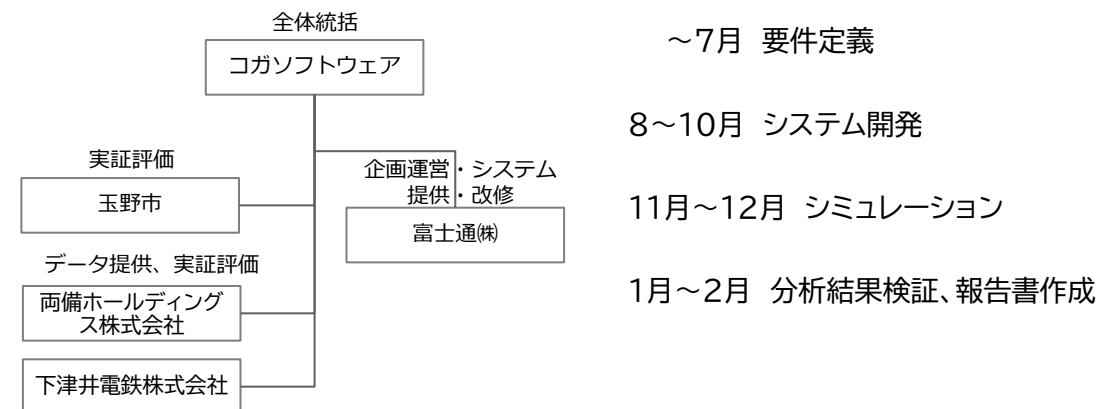 全体統括
コガソフトウェア
実証評価
玉野市
企画運営・システム
提供・改修
富士通㈱
データ提供、実証評価
両備ホールディング
ス株式会社
下津井電鉄株式会社
～7月 要件定義
8～10月 システム開発
11月～12月 シミュレーション
1月～2月 分析結果検証、報告書作成